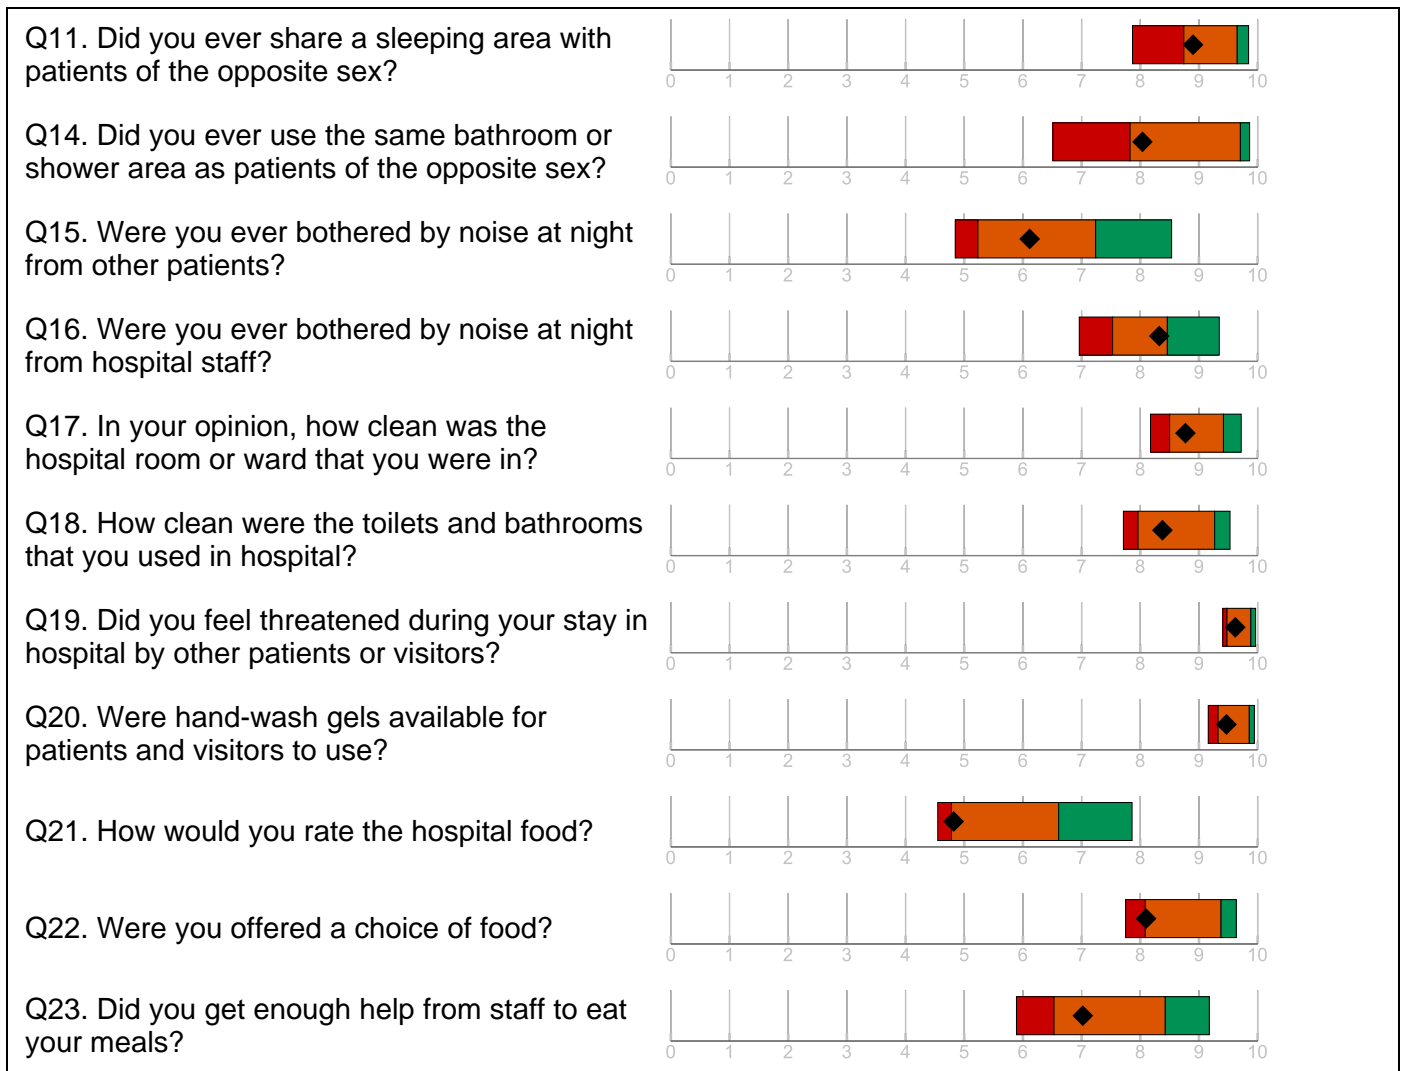 Q11. Did you ever share a sleeping area with
patients of the opposite sex?
0 1 2 3 4 5 6 7 8 9 10
Q14. Did you ever use the same bathroom or
shower area as patients of the opposite sex?
0 1 2 3 4 5 6 7 8 9 10
Q15. Were you ever bothered by noise at night
from other patients?
0 1 2 3 4 5 6 7 8 9 10
Q16. Were you ever bothered by noise at night
from hospital staff?
0 1 2 3 4 5 6 7 8 9 10
Q17. In your opinion, how clean was the
hospital room or ward that you were in?
0 1 2 3 4 5 6 7 8 9 10
Q18. How clean were the toilets and bathrooms
that you used in hospital?
0 1 2 3 4 5 6 7 8 9 10
Q19. Did you feel threatened during your stay in
hospital by other patients or visitors?
0 1 2 3 4 5 6 7 8 9 10
Q20. Were hand-wash gels available for
patients and visitors to use?
0 1 2 3 4 5 6 7 8 9 10
Q21. How would you rate the hospital food?
0 1 2 3 4 5 6 7 8 9 10
Q22. Were you offered a choice of food?
0 1 2 3 4 5 6 7 8 9 10
Q23. Did you get enough help from staff to eat
your meals?
0 1 2 3 4 5 6 7 8 9 10